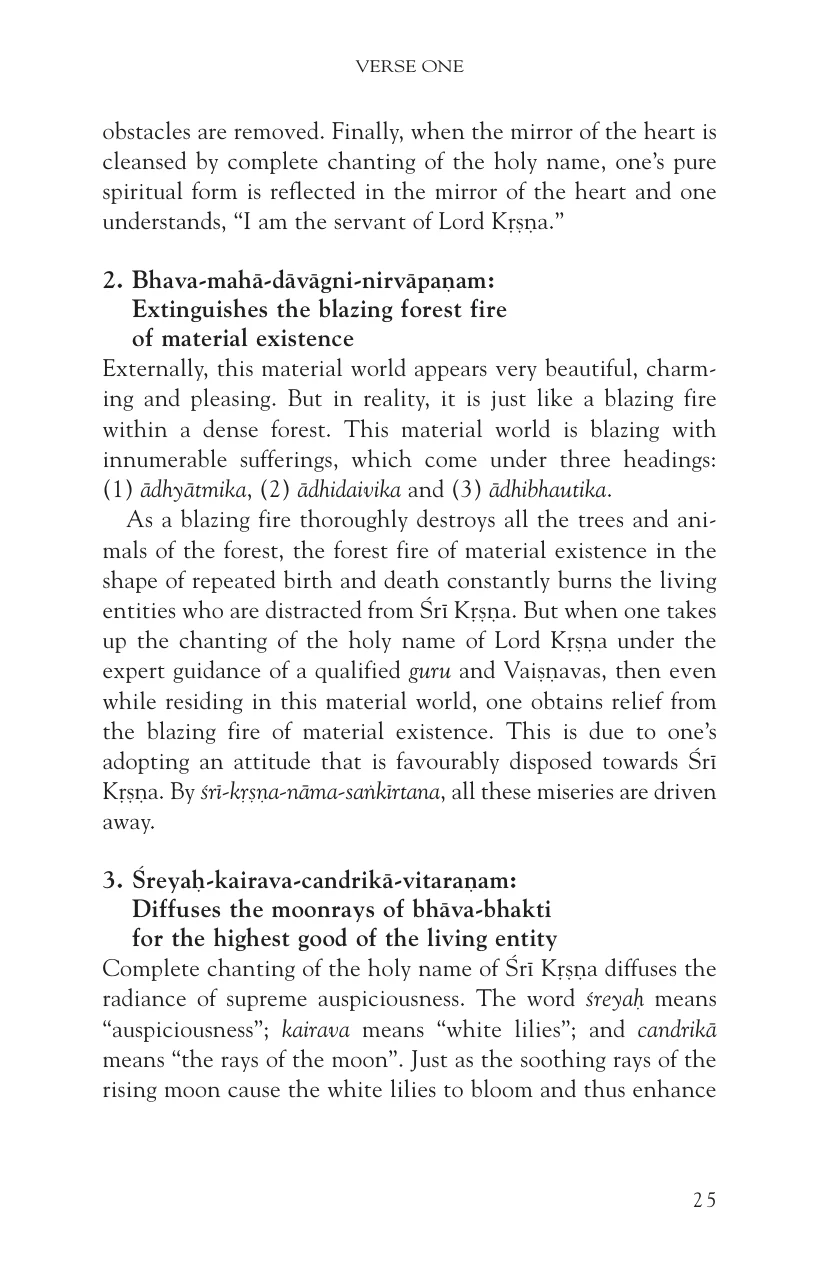 VERSE ONE
obstacles are removed. Finally, when the mirror of the heart is
cleansed by complete chanting of the holy name, one’s pure
spiritual form is reflected in the mirror of the heart and one
understands, “I am the servant of Lord Kṛṣṇa.”
2. Bhava-mahā-dāvāgni-nirvāpaṇam:
Extinguishes the blazing forest fire
of material existence
Externally, this material world appears very beautiful, charm-
ing and pleasing. But in reality, it is just like a blazing fire
within a dense forest. This material world is blazing with
innumerable sufferings, which come under three headings:
(1) ādhyātmika, (2) ādhidaivika and (3) ādhibhautika.
As a blazing fire thoroughly destroys all the trees and ani-
mals of the forest, the forest fire of material existence in the
shape of repeated birth and death constantly burns the living
entities who are distracted from Śrī Kṛṣṇa. But when one takes
up the chanting of the holy name of Lord Kṛṣṇa under the
expert guidance of a qualified guru and Vaiṣṇavas, then even
while residing in this material world, one obtains relief from
the blazing fire of material existence. This is due to one’s
adopting an attitude that is favourably disposed towards Śrī
Kṛṣṇa. By śrī-kṛṣṇa-nāma-saṅkīrtana, all these miseries are driven
away.
3. Śreyaḥ-kairava-candrikā-vitaraṇam:
Diffuses the moonrays of bhāva-bhakti
for the highest good of the living entity
Complete chanting of the holy name of Śrī Kṛṣṇa diffuses the
radiance of supreme auspiciousness. The word śreyaḥ means
“auspiciousness”; kairava means “white lilies”; and candrikā
means “the rays of the moon”. Just as the soothing rays of the
rising moon cause the white lilies to bloom and thus enhance
25